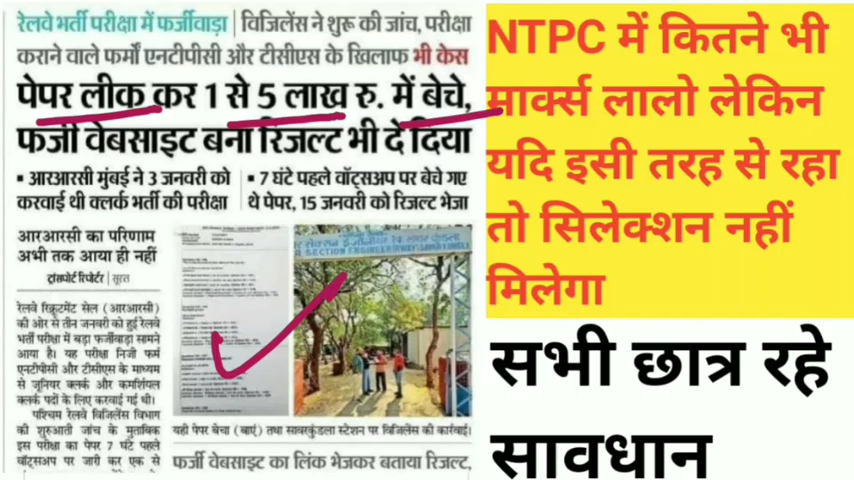 रेलवे भर्ती परीक्षा में फर्जीवाड़ा | विजिलेंस ने शुरू की जांच, परीक्षा
कराने वाले फर्मों एनटीपीसी और टीसीएस के खिलाफ भी केस
पेपर लीक कर 1 से 5 लाख रु. में बेचे,
फर्जी वेबसाइट बना रिजल्ट भी दे दिया
▪ आरआरसी मुंबई ने 3 जनवरी को
करवाई थी क्लर्क भर्ती की परीक्षा
▪ 7 घंटे पहले वॉट्सअप पर बेचे गए
थे पेपर, 15 जनवरी को रिजल्ट भेजा
आरआरसी का परिणाम
अभी तक आया ही नहीं
ट्रांसपोर्ट रिपोर्टर | सूरत
रेलवे रिक्रूटमेंट सेल (आरआरसी)
की ओर से तीन जनवरी को हुई रेलवे
भर्ती परीक्षा में बड़ा फर्जीवाड़ा सामने
आया है। यह परीक्षा निजी फर्म
एनटीपीसी और टीसीएस के माध्यम
से जूनियर क्लर्क और कमर्शियल
क्लर्क पदों के लिए करवाई गई थी।
पश्चिम रेलवे विजिलेंस विभाग
की शुरुआती जांच के मुताबिक
इस परीक्षा का पेपर 7 घंटे पहले
वॉट्सअप पर जारी कर एक से
यही पेपर बेचा (बाएं) तथा सावरकुंडला स्टेशन पर विजिलेंस की कार्रवाई।
फर्जी वेबसाइट का लिंक भेजकर बताया रिजल्ट,
NTPC में कितने भी
मार्क्स लालो लेकिन
यदि इसी तरह से रहा
तो सिलेक्शन नहीं
मिलेगा
सभी छात्र रहे
सावधान